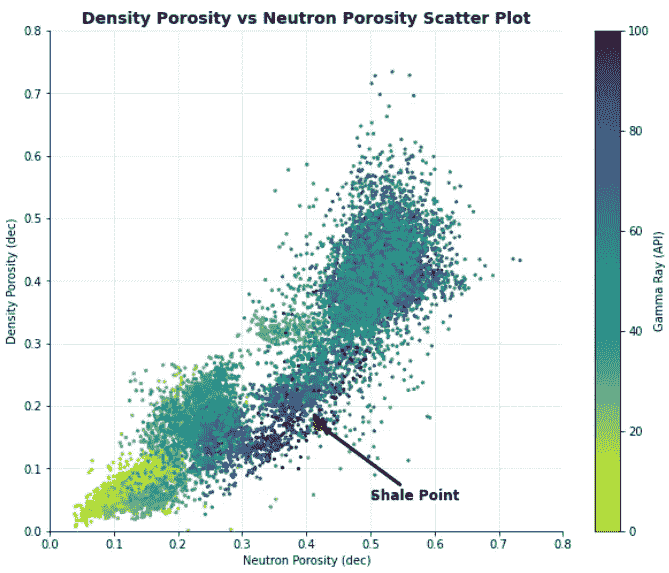 Density Porosity vs Neutron Porosity Scatter Plot
0.8
0.7
0.6
0.5
0.4
0.3
0.2
0.1
0.0
Density Porosity (dec)
Shale Point
0.0 0.1 0.2 0.3 0.4 0.5 0.6 0.7 0.8
Neutron Porosity (dec)
100
80
60
40
20
0
Gamma Ray (API)